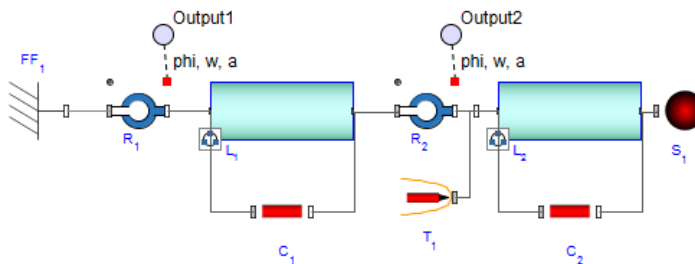 Output1
Output2
FF1
phi, w, a
phi, w, a
R1
L1
R2
L2
S1
T1
C1
C2